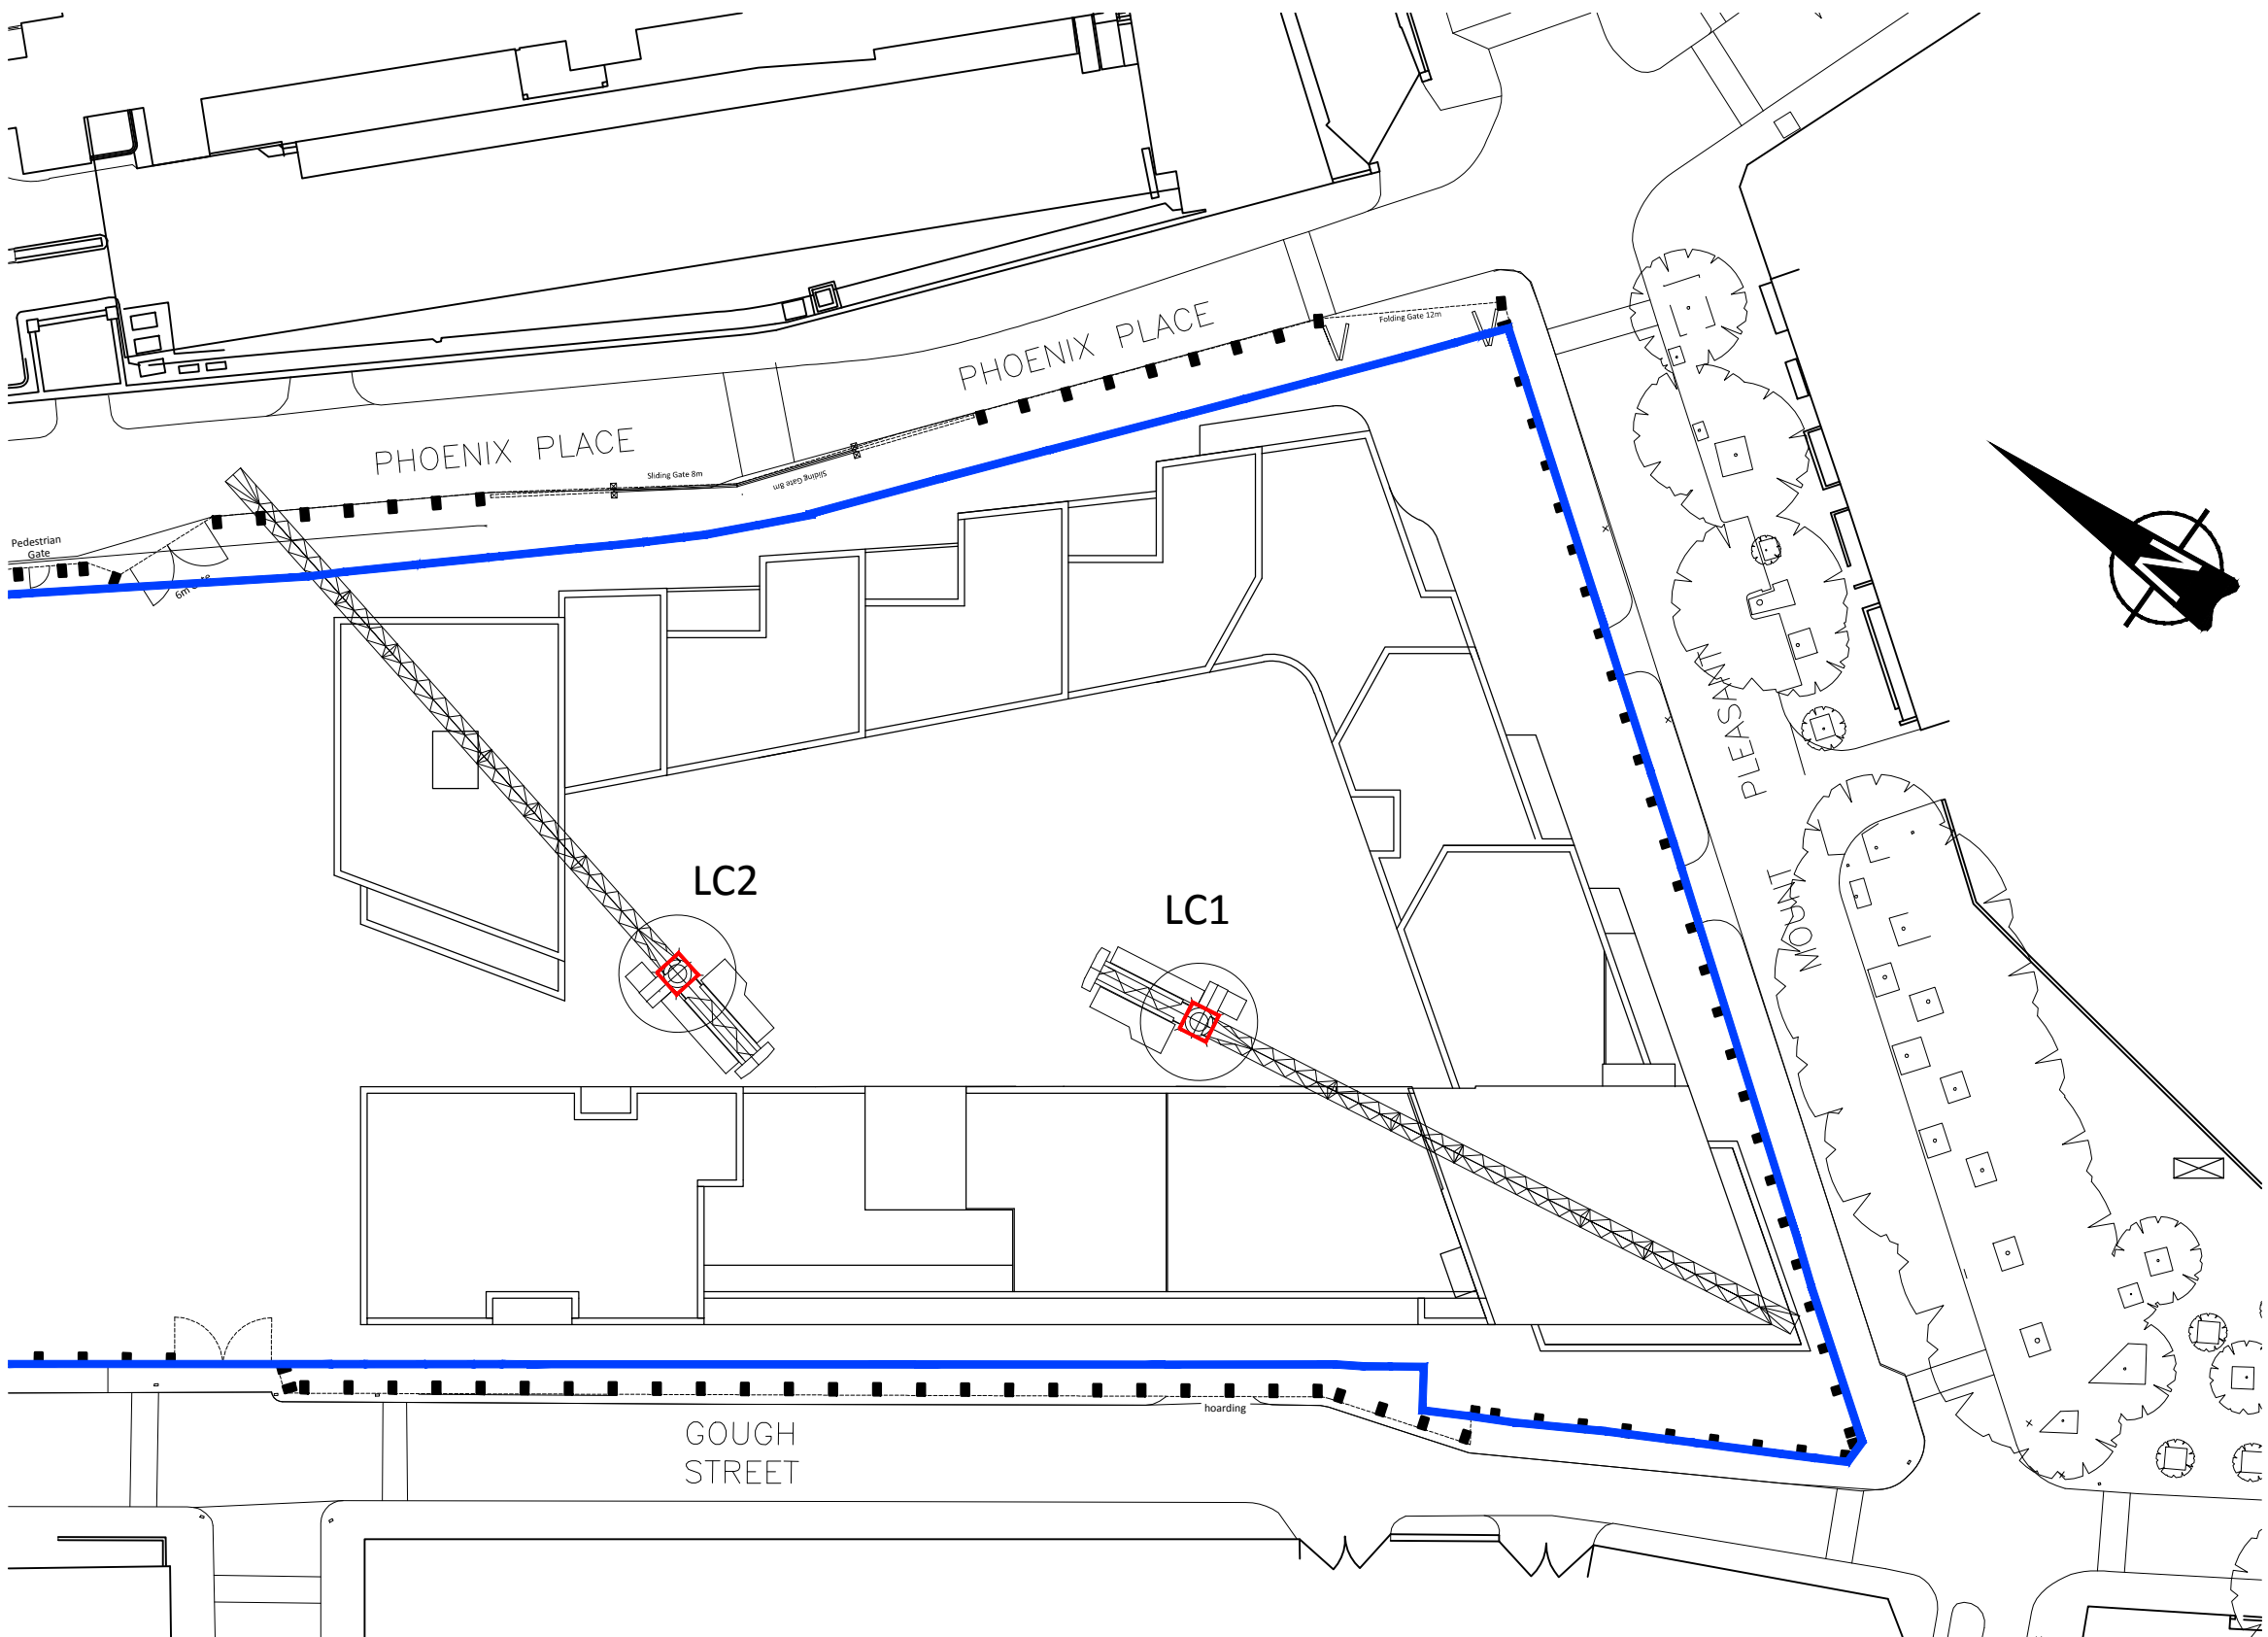 PHOENIX PLACE
Folding Gate 12m
PHOENIX PLACE
Sliding Gate 8m
Sliding Gate 8m
Pedestrian
Gate
6m Gate
N
PLEASANT
MOUNT
LC2
LC1
hoarding
GOUGH
STREET